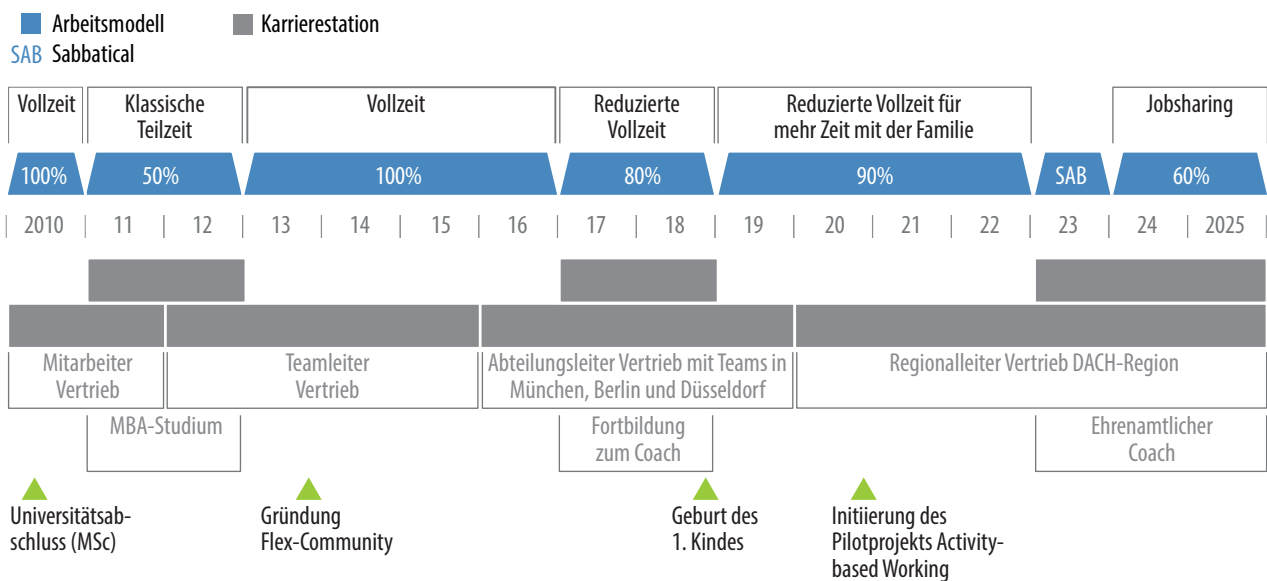 Arbeitsmodell
Karrierestation
SAB Sabbatical
Vollzeit
Klassische
Teilzeit
Vollzeit
Reduzierte
Vollzeit
Reduzierte Vollzeit für
mehr Zeit mit der Familie
Jobsharing
100%
50%
100%
80%
90%
SAB
60%
2010
11
12
13
14
15
16
17
18
19
20
21
22
23
24
2025
Mitarbeiter
Vertrieb
Teamleiter
Vertrieb
Abteilungsleiter Vertrieb mit Teams in
München, Berlin und Düsseldorf
Regionalleiter Vertrieb DACH-Region
MBA-Studium
Fortbildung
zum Coach
Ehrenamtlicher
Coach
Universitätsab-
schluss (MSc)
Gründung
Flex-Community
Geburt des
1. Kindes
Initiierung des
Pilotprojekts Activity-
based Working